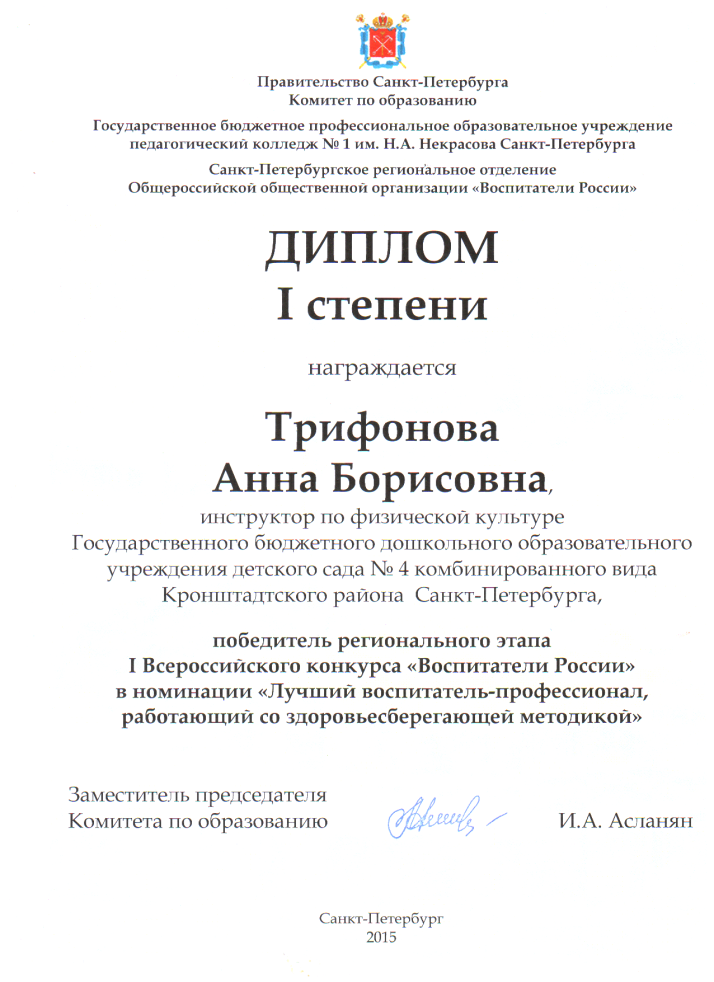 Правительство Санкт-Петербурга
Комитет по образованию
Государственное бюджетное профессиональное образовательное учреждение
педагогический колледж № 1 им. Н.А. Некрасова Санкт-Петербурга
Санкт-Петербургское региональное отделение
Общероссийской общественной организации «Воспитатели России»
ДИПЛОМ
I степени
награждается
Трифонова
Анна Борисовна,
инструктор по физической культуре
Государственного бюджетного дошкольного образовательного
учреждения детского сада № 4 комбинированного вида
Кронштадтского района Санкт-Петербурга,
победитель регионального этапа
I Всероссийского конкурса «Воспитатели России»
в номинации «Лучший воспитатель-профессионал,
работающий со здоровьесберегающей методикой»
Заместитель председателя
Комитета по образованию И.А. Асланян
Санкт-Петербург
2015